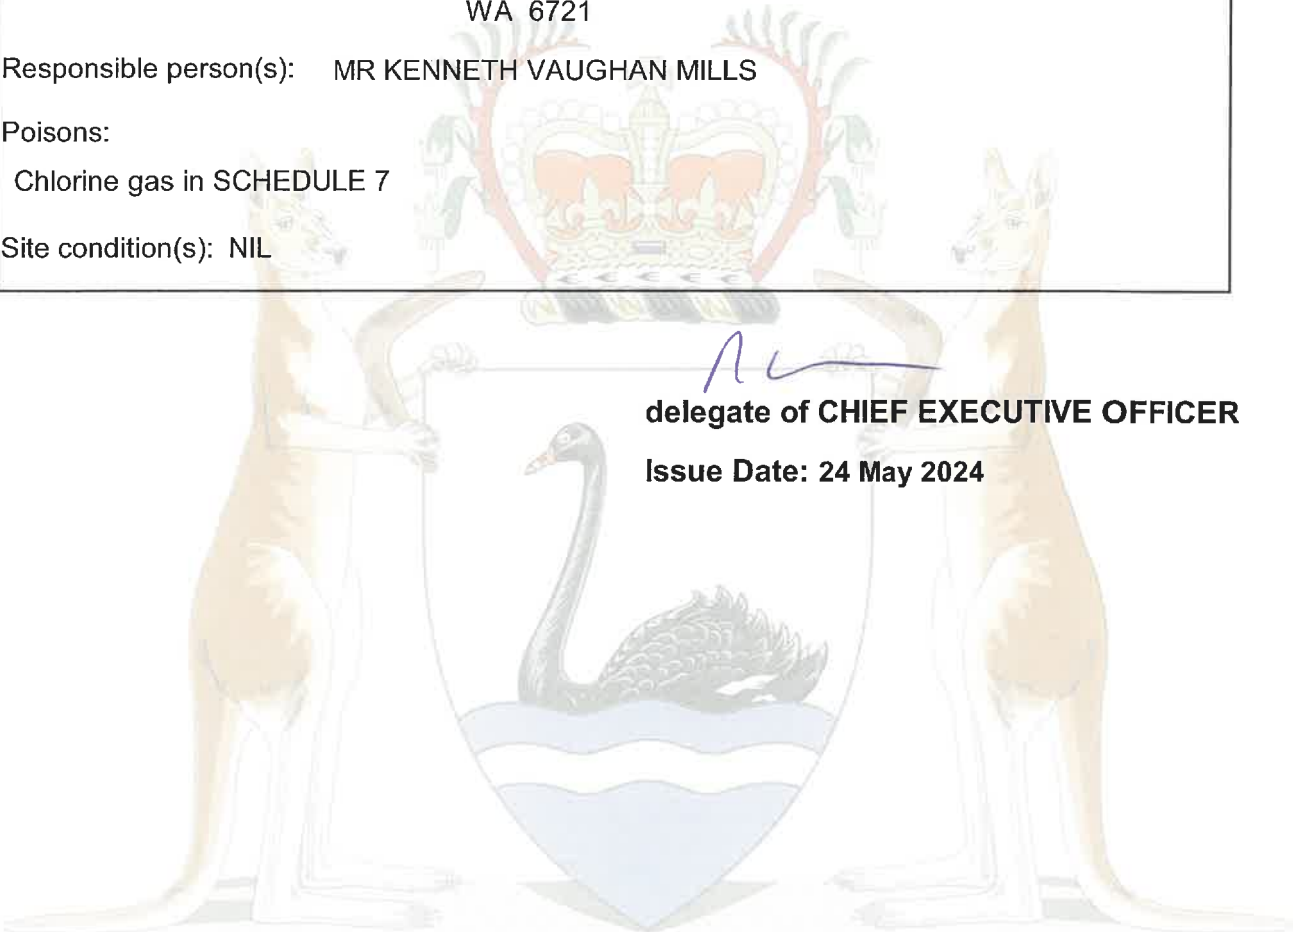 WA 6721
Responsible person(s): MR KENNETH VAUGHAN MILLS
Poisons:
Chlorine gas in SCHEDULE 7
Site condition(s): NIL
delegate of CHIEF EXECUTIVE OFFICER
Issue Date: 24 May 2024